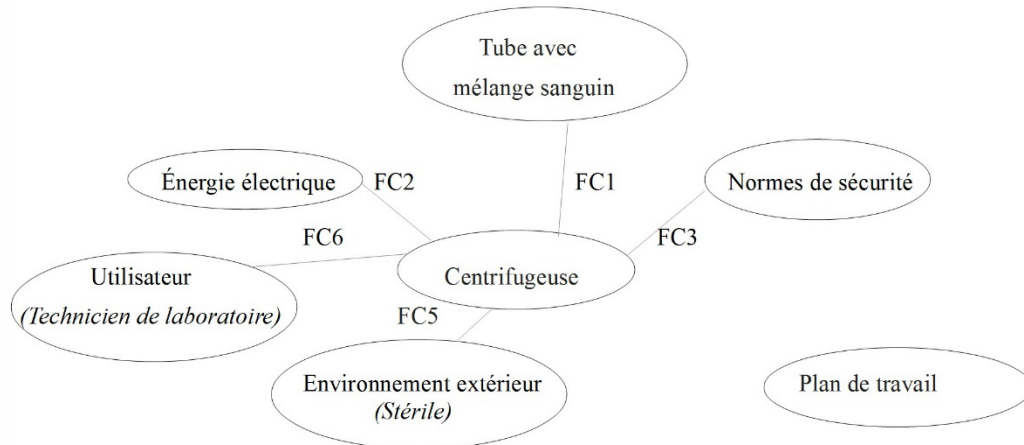 Tube avec
mélange sanguin
Énergie électrique
FC2
FC1
Normes de sécurité
FC6
FC3
Utilisateur
(Technicien de laboratoire)
Centrifugeuse
FC5
Environnement extérieur
(Stérile)
Plan de travail